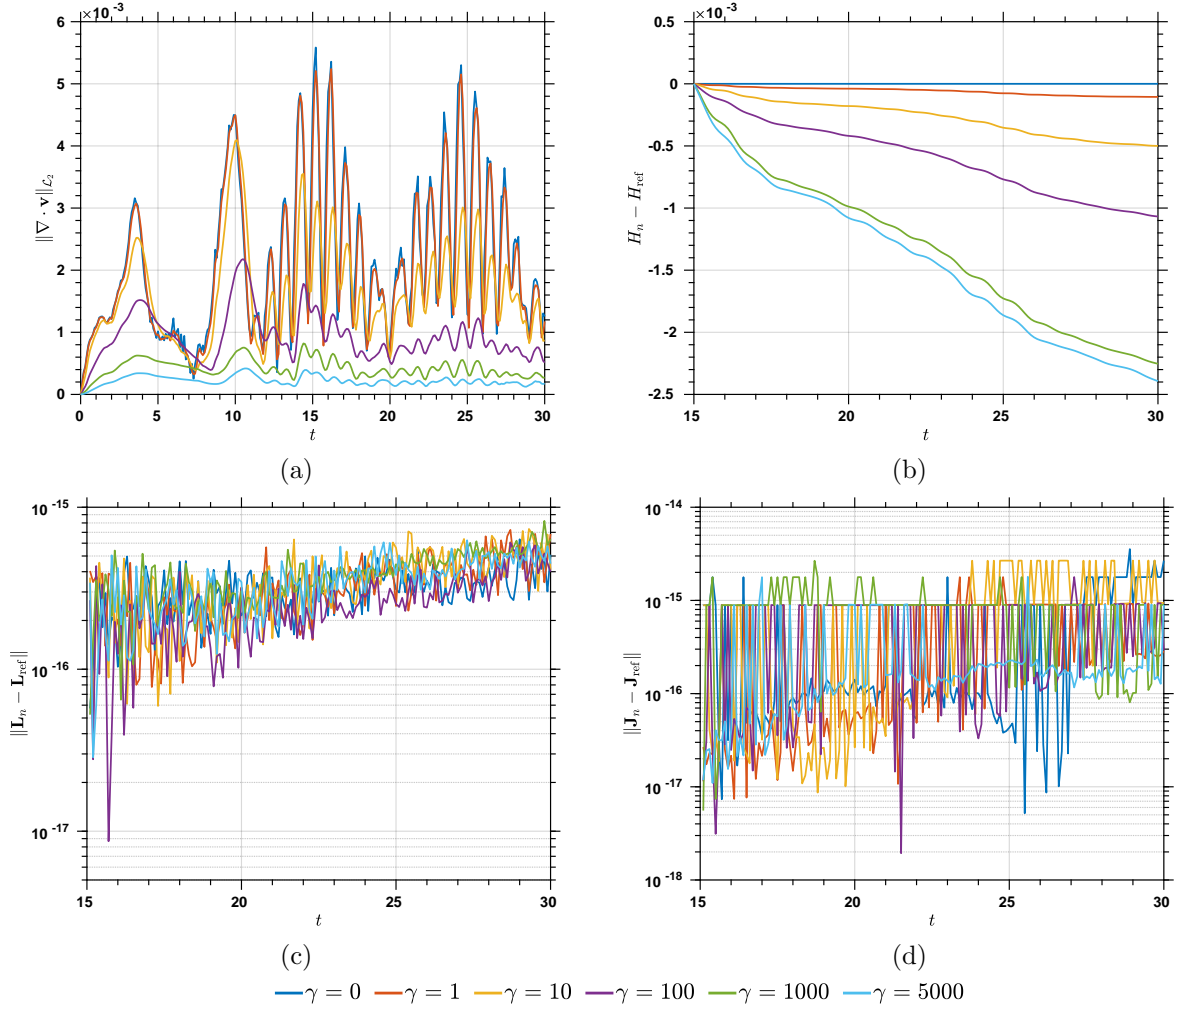 ×10 -3
6
5
4
3
2
1
0
0 5 10 15 20 25 30
‖∇ · v‖ℒ₂
t
(a)
×10 -3
0.5
0
-0.5
-1
-1.5
-2
-2.5
15 20 25 30
Hₙ − H_ref
t
(b)
10 -15
10 -16
10 -17
15 20 25 30
||Lₙ − L_ref||
t
(c)
10 -14
10 -15
10 -16
10 -17
10 -18
15 20 25 30
||Jₙ − J_ref||
t
(d)
γ = 0 γ = 1 γ = 10 γ = 100 γ = 1000 γ = 5000